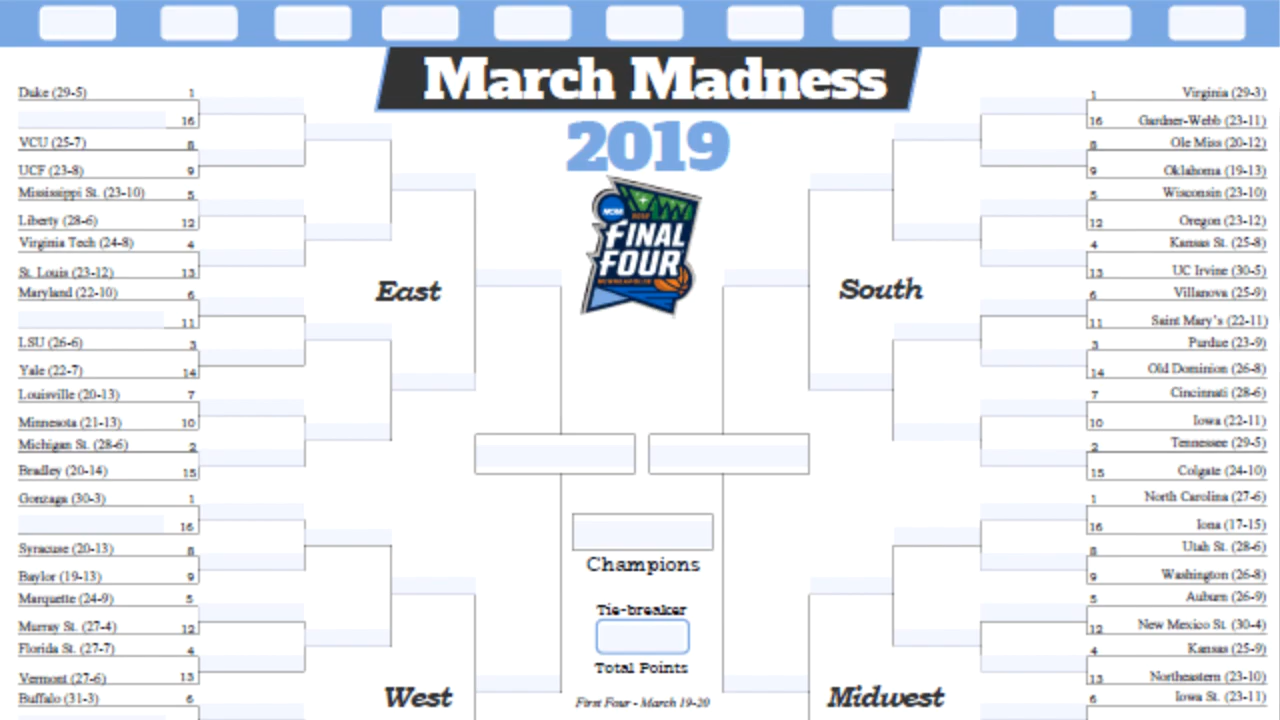 March Madness
2019
NCAA
FINAL
FOUR
Duke (29-5) 1
16
VCU (25-7) 8
UCF (23-8) 9
Mississippi St. (23-10) 5
Liberty (28-6) 12
Virginia Tech (24-8) 4
St. Louis (23-12) 13
Maryland (22-10) 6
11
LSU (26-6) 3
Yale (22-7) 14
Louisville (20-13) 7
Minnesota (21-13) 10
Michigan St. (28-6) 2
Bradley (20-14) 15
East
Gonzaga (30-3) 1
16
Syracuse (20-13) 8
Baylor (19-13) 9
Marquette (24-9) 5
Murray St. (27-4) 12
Florida St. (27-7) 4
Vermont (27-6) 13
Buffalo (31-3) 6
West
Champions
Tie-breaker
Total Points
First Four - March 19-20
1 Virginia (29-3)
16 Gardner-Webb (23-11)
8 Ole Miss (20-12)
9 Oklahoma (19-13)
5 Wisconsin (23-10)
12 Oregon (23-12)
4 Kansas St. (25-8)
13 UC Irvine (30-5)
6 Villanova (25-9)
11 Saint Mary's (22-11)
3 Purdue (23-9)
14 Old Dominion (26-8)
7 Cincinnati (28-6)
10 Iowa (22-11)
2 Tennessee (29-5)
15 Colgate (24-10)
South
1 North Carolina (27-6)
16 Iona (17-15)
8 Utah St. (28-6)
9 Washington (26-8)
5 Auburn (26-9)
12 New Mexico St. (30-4)
4 Kansas (25-9)
13 Northeastern (23-10)
6 Iowa St. (23-11)
Midwest